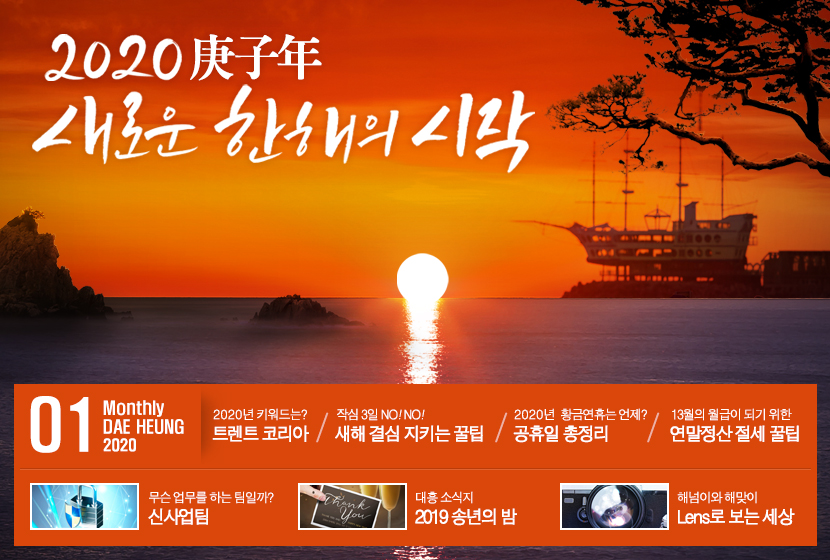 2020 庚子年
새로운 한해의 시작
01
Monthly
DAE HEUNG
2020
2020년 키워드는?
트렌트 코리아
작심 3일 NO! NO!
새해 결심 지키는 꿀팁
2020년 황금연휴는 언제?
공휴일 총정리
13월의 월급이 되기 위한
연말정산 절세 꿀팁
무슨 업무를 하는 팀일까?
신사업팀
Thank
You
대흥 소식지
2019 송년의 밤
해넘이와 해맞이
Lens로 보는 세상